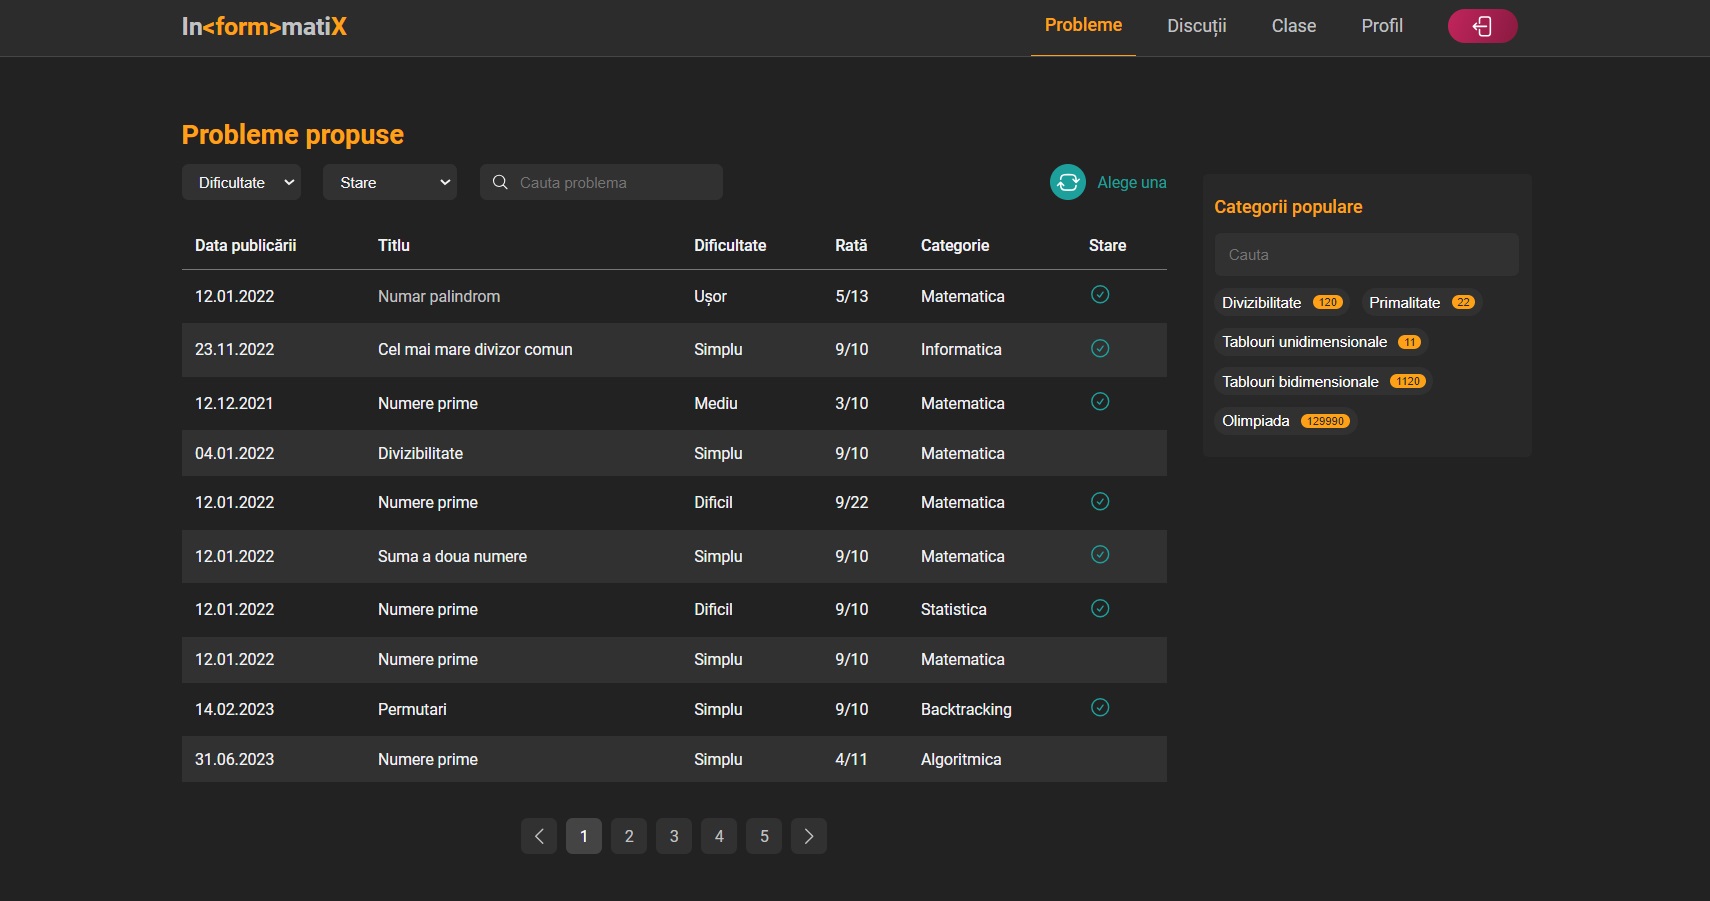 In<form>matiX
Probleme Discuții Clase Profil
Probleme propuse
Dificultate Stare Cauta problema Alege una
Data publicării Titlu Dificultate Rată Categorie Stare
12.01.2022 Numar palindrom Ușor 5/13 Matematica
23.11.2022 Cel mai mare divizor comun Simplu 9/10 Informatica
12.12.2021 Numere prime Mediu 3/10 Matematica
04.01.2022 Divizibilitate Simplu 9/10 Matematica
12.01.2022 Numere prime Dificil 9/22 Matematica
12.01.2022 Suma a doua numere Simplu 9/10 Matematica
12.01.2022 Numere prime Dificil 9/10 Statistica
12.01.2022 Numere prime Simplu 9/10 Matematica
14.02.2023 Permutari Simplu 9/10 Backtracking
31.06.2023 Numere prime Simplu 4/11 Algoritmica
1 2 3 4 5
Categorii populare
Cauta
Divizibilitate 120 Primalitate 22
Tablouri unidimensionale 11
Tablouri bidimensionale 1120
Olimpiada 129990